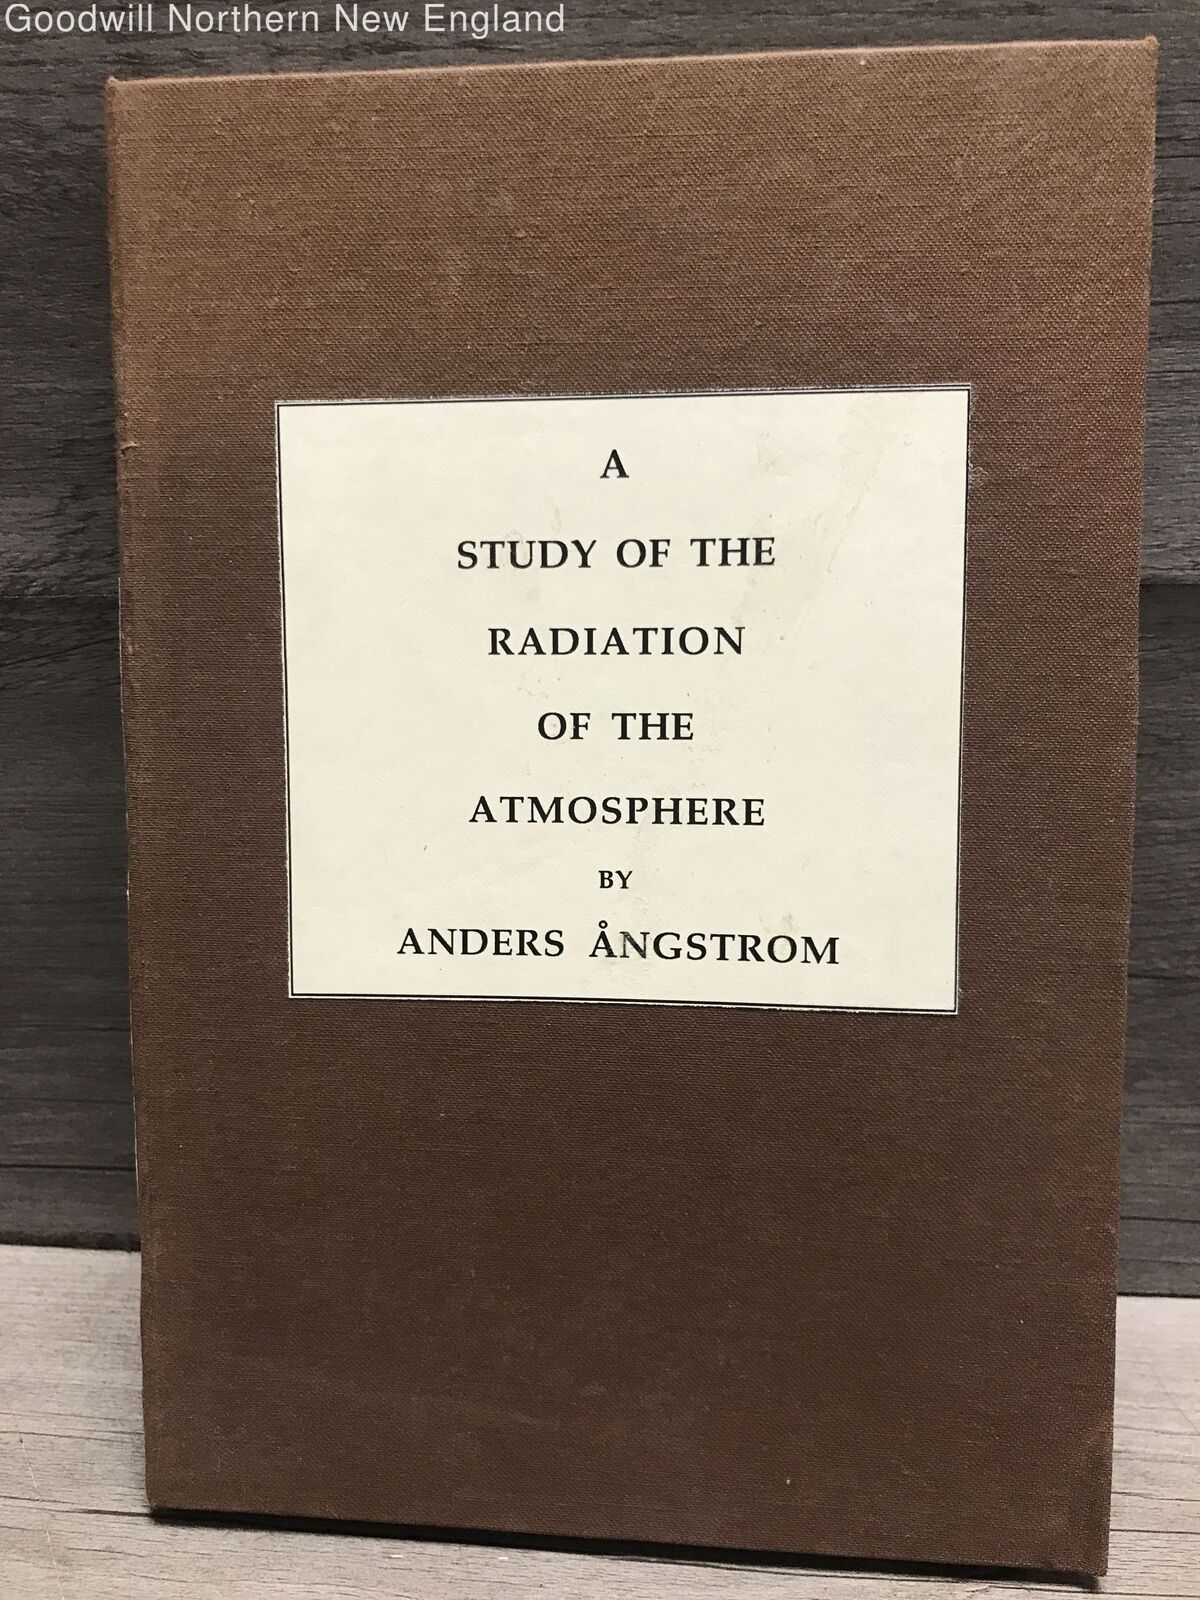 Goodwill Northern New England
A
STUDY OF THE
RADIATION
OF THE
ATMOSPHERE
BY
ANDERS ÅNGSTROM